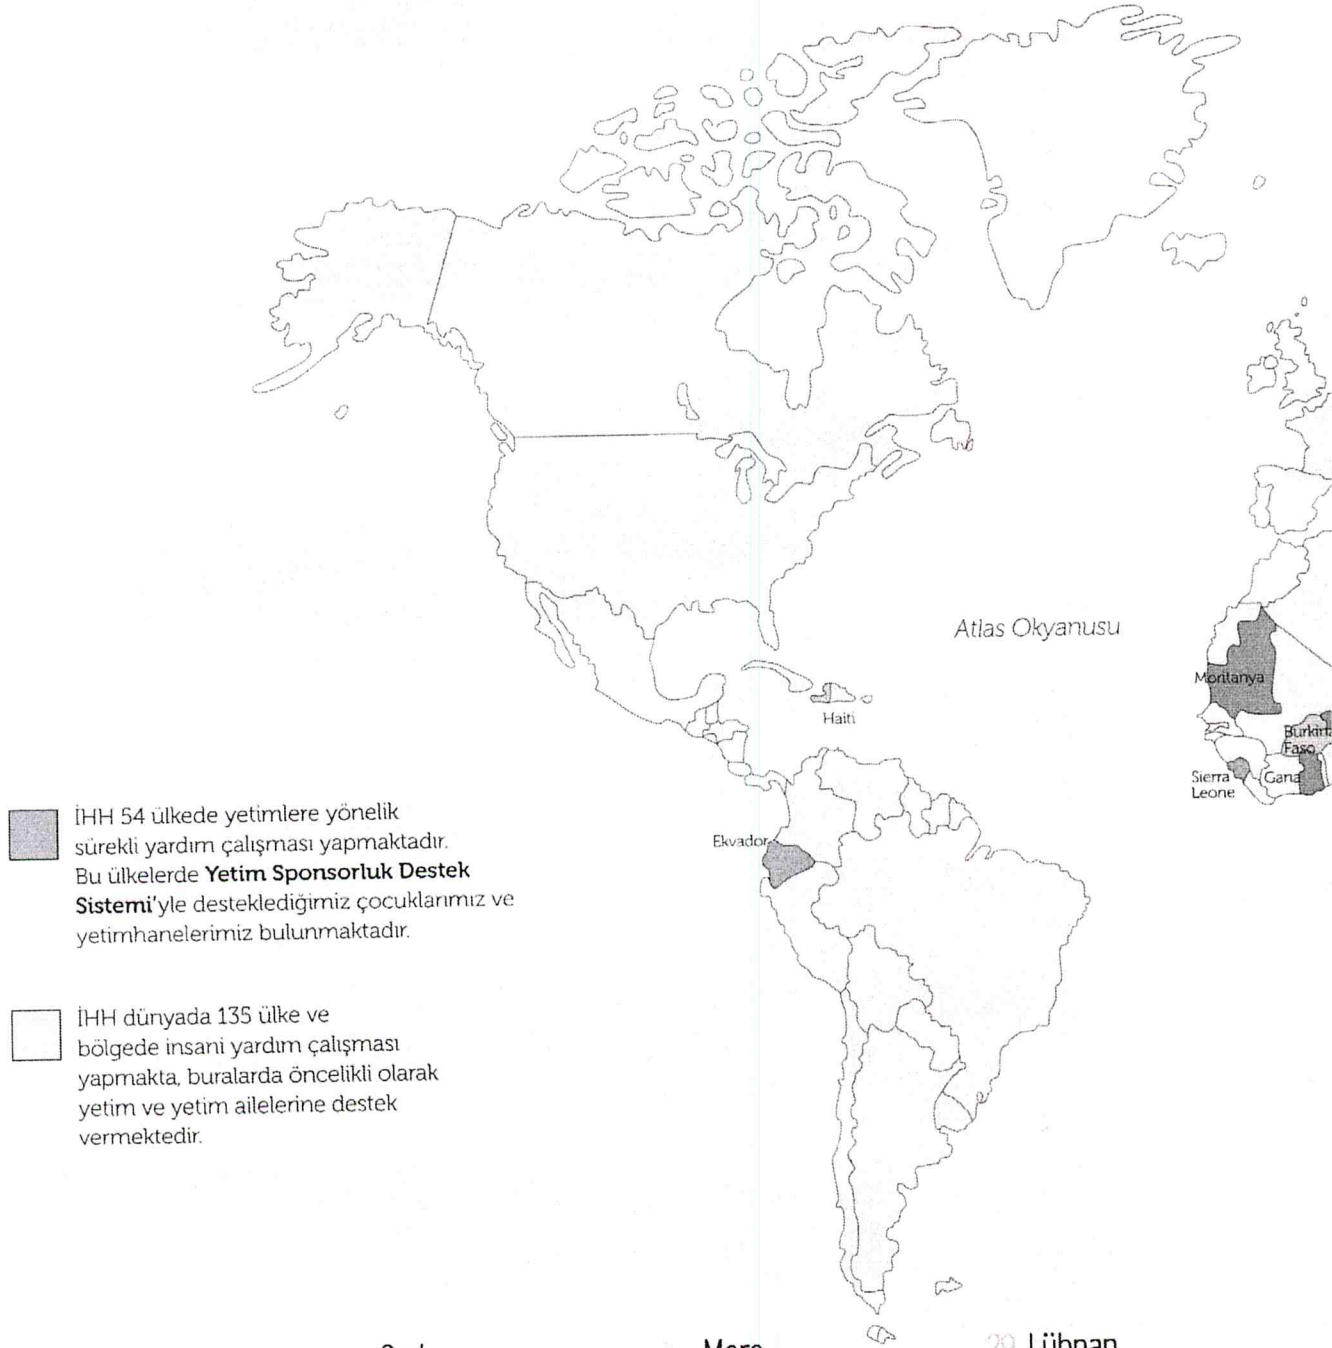 Atlas Okyanusu
Moritanya
Haiti
Burkina
Faso
Sierra
Leone
Gana
Ekvador
İHH 54 ülkede yetimlere yönelik
sürekli yardım çalışması yapmaktadır.
Bu ülkelerde Yetim Sponsorluk Destek
Sistemi'yle desteklediğimiz çocuklarımız ve
yetimhanelerimiz bulunmaktadır.
İHH dünyada 135 ülke ve
bölgede insani yardım çalışması
yapmakta, buralarda öncelikli olarak
yetim ve yetim ailelerine destek
vermektedir.
29 Lübnan